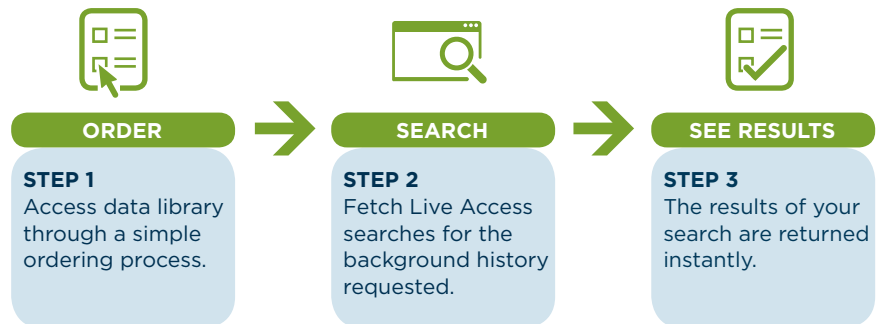 ORDER
SEARCH
SEE RESULTS
STEP 1
Access data library
through a simple
ordering process.
STEP 2
Fetch Live Access
searches for the
background history
requested.
STEP 3
The results of your
search are returned
instantly.